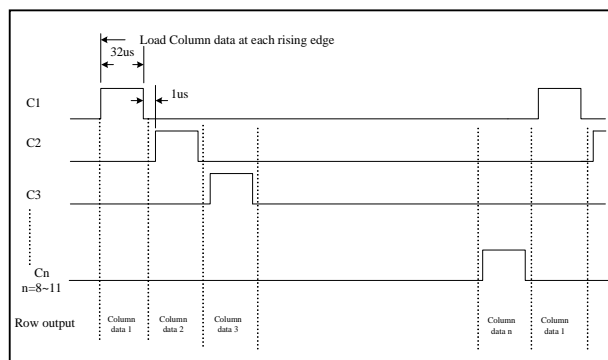 Load Column data at each rising edge
32us
1us
C1
C2
C3
Cn
n=8~11
Row output
Column
data 1
Column
data 2
Column
data 3
Column
data n
Column
data 1